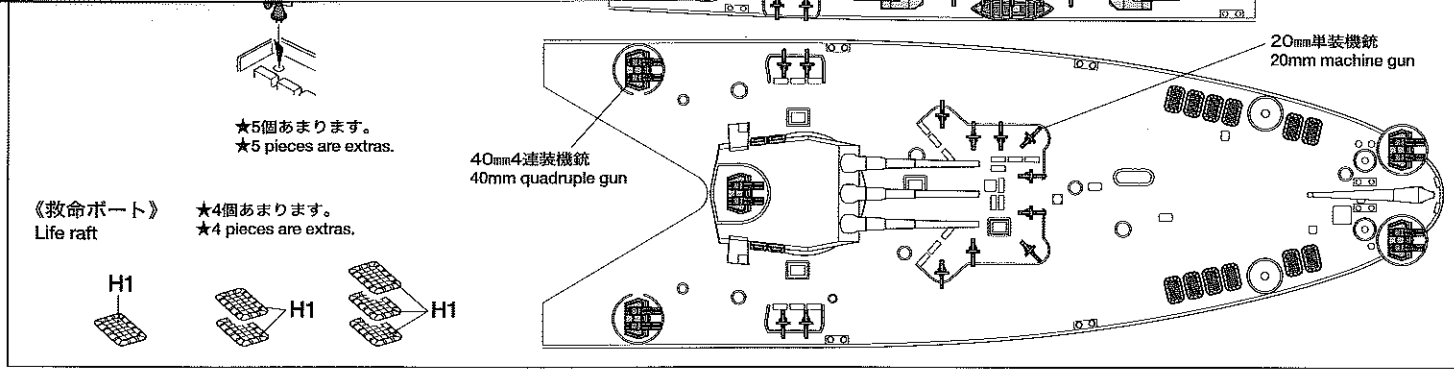 ★5個あまります。
★5 pieces are extras.
《救命ボート》
Life raft
★4個あまります。
★4 pieces are extras.
H1
H1
H1
40mm4連装機銃
40mm quadruple gun
20mm単装機銃
20mm machine gun